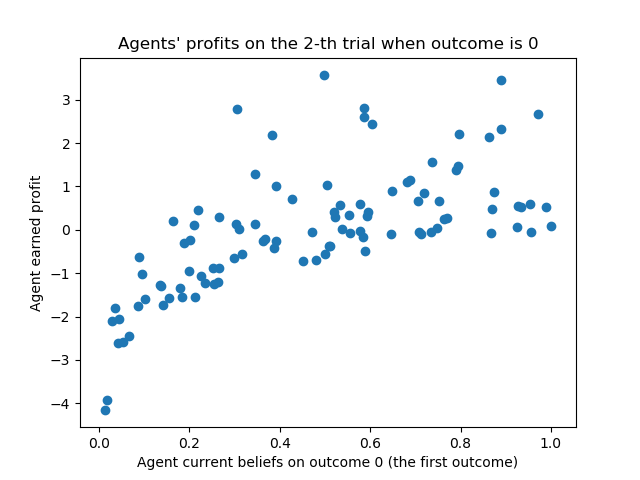 Agents' profits on the 2-th trial when outcome is 0
3
2
1
0
−1
−2
−3
−4
Agent earned profit
0.0 0.2 0.4 0.6 0.8 1.0
Agent current beliefs on outcome 0 (the first outcome)